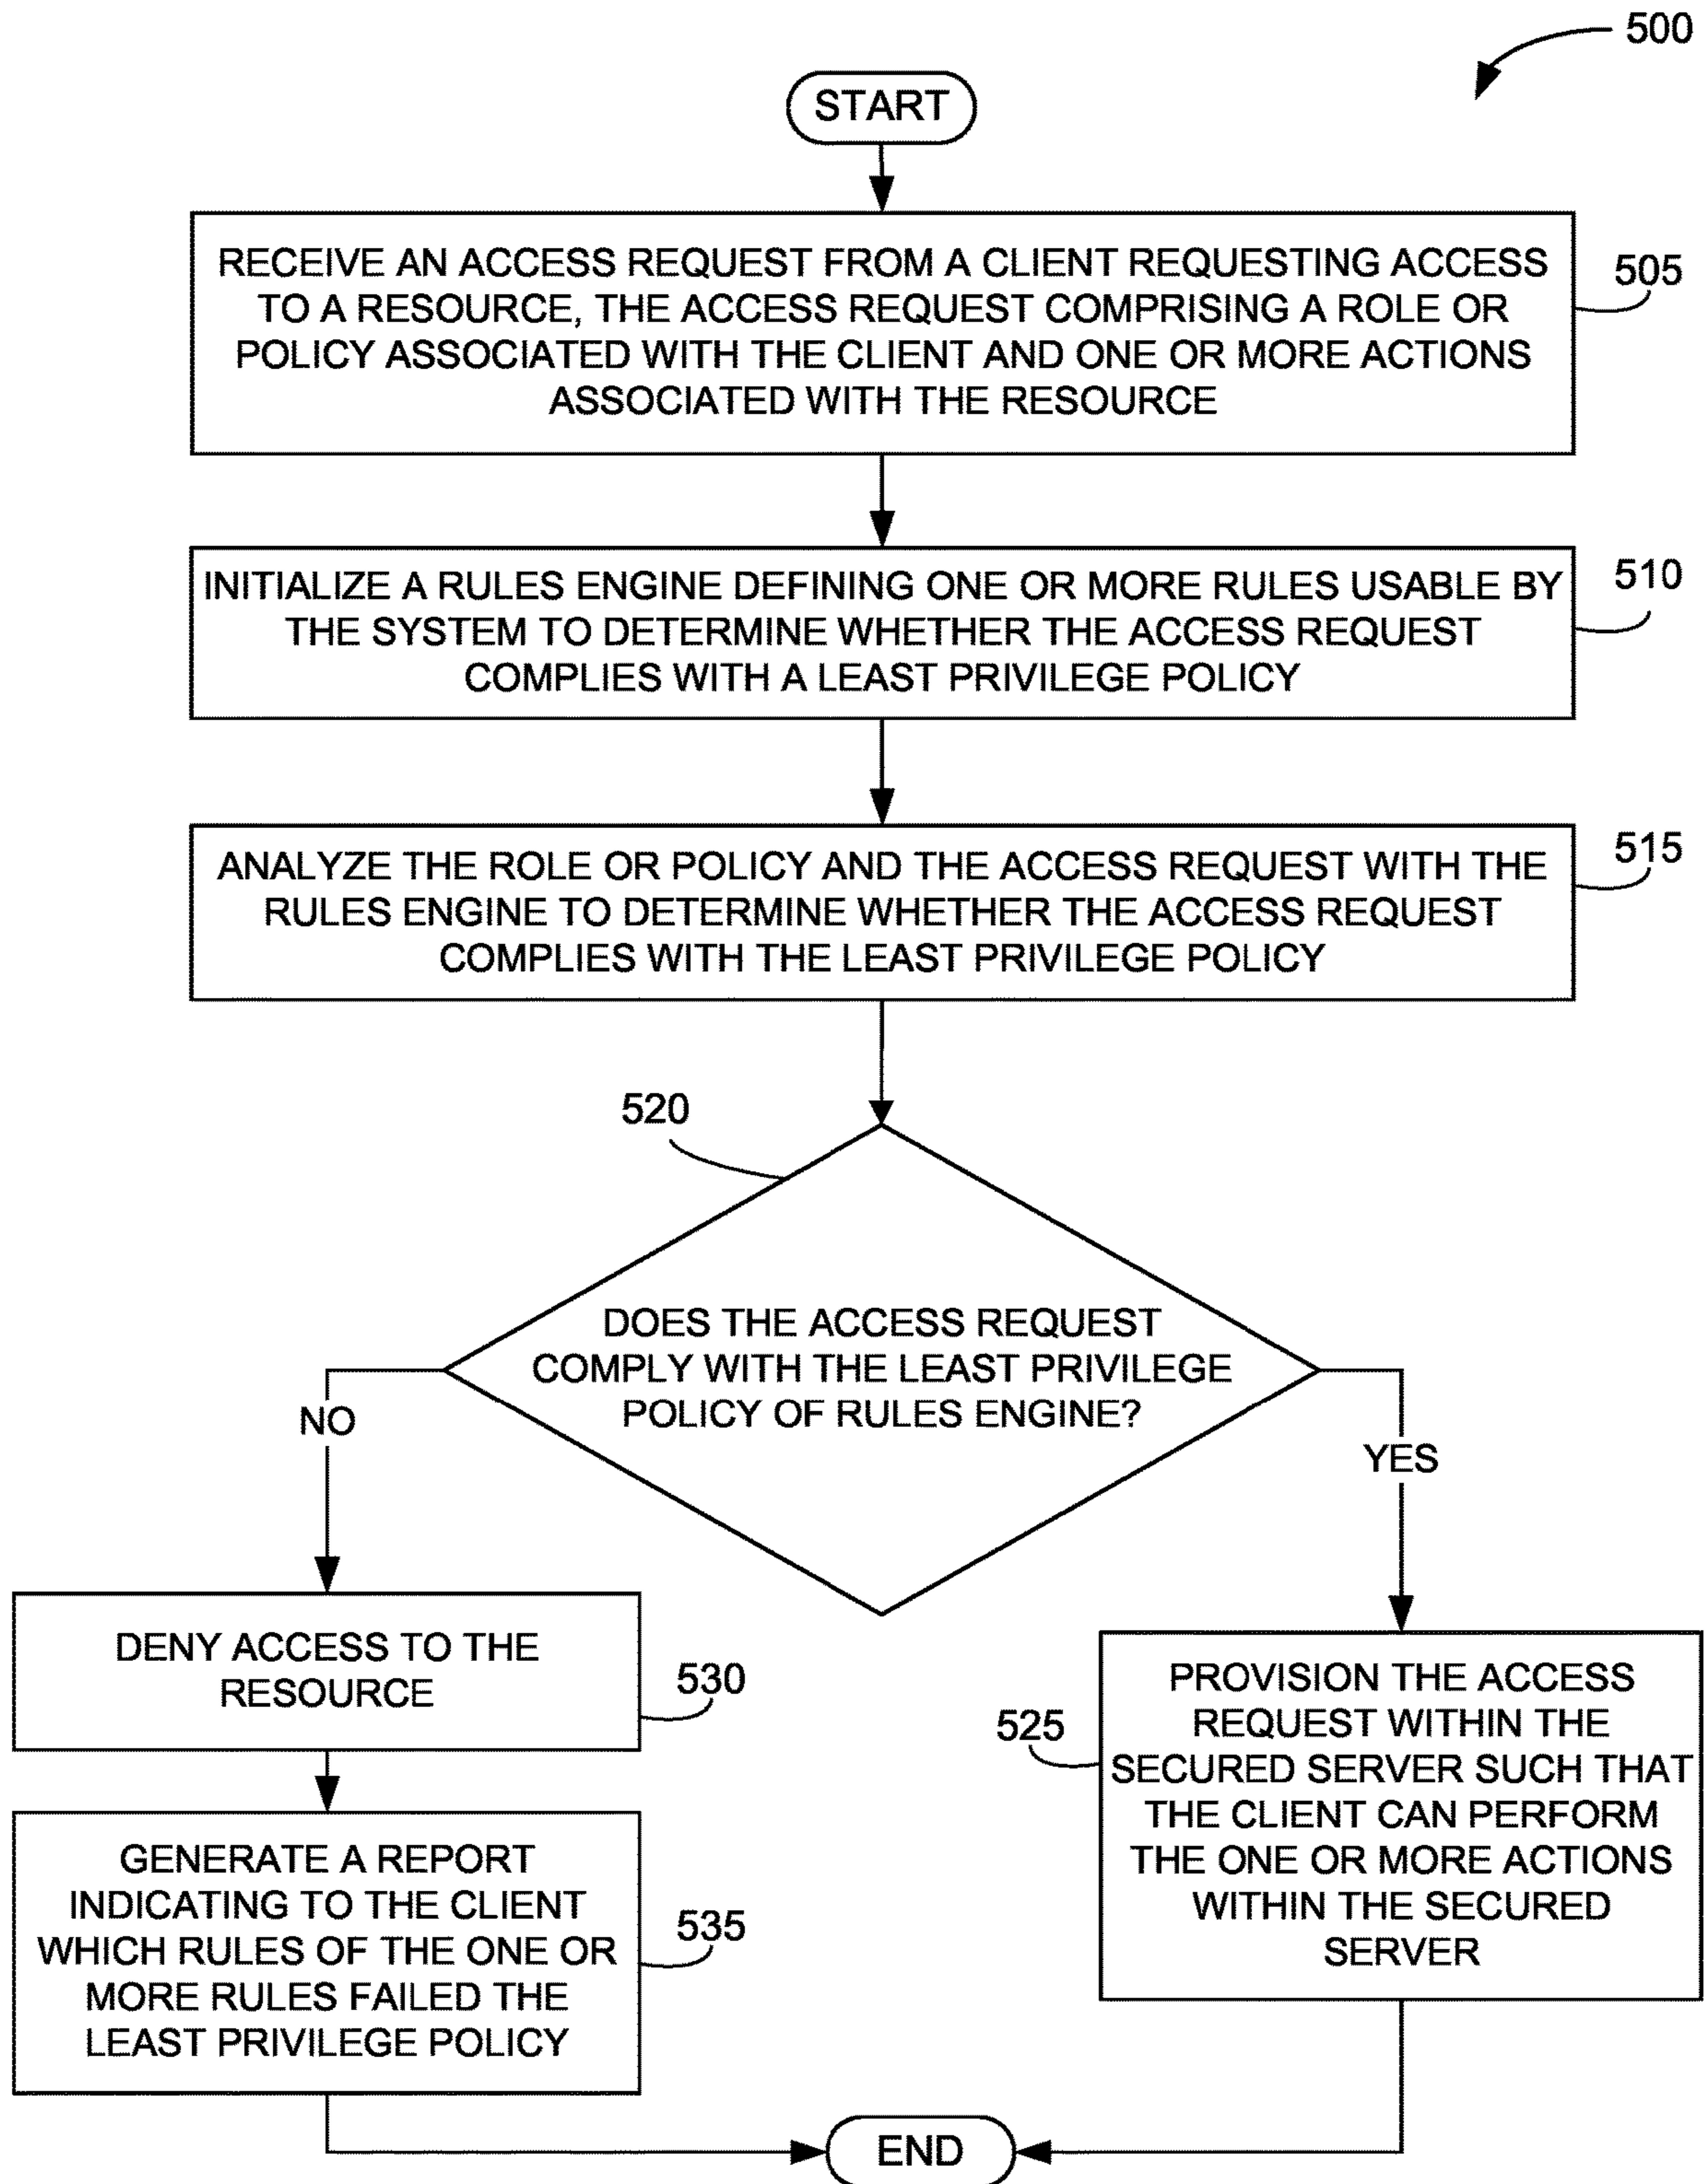 500
START
RECEIVE AN ACCESS REQUEST FROM A CLIENT REQUESTING ACCESS
TO A RESOURCE, THE ACCESS REQUEST COMPRISING A ROLE OR
POLICY ASSOCIATED WITH THE CLIENT AND ONE OR MORE ACTIONS
ASSOCIATED WITH THE RESOURCE
505
INITIALIZE A RULES ENGINE DEFINING ONE OR MORE RULES USABLE BY
THE SYSTEM TO DETERMINE WHETHER THE ACCESS REQUEST
COMPLIES WITH A LEAST PRIVILEGE POLICY
510
ANALYZE THE ROLE OR POLICY AND THE ACCESS REQUEST WITH THE
RULES ENGINE TO DETERMINE WHETHER THE ACCESS REQUEST
COMPLIES WITH THE LEAST PRIVILEGE POLICY
515
520
DOES THE ACCESS REQUEST
COMPLY WITH THE LEAST PRIVILEGE
POLICY OF RULES ENGINE?
NO
YES
DENY ACCESS TO THE
RESOURCE
530
GENERATE A REPORT
INDICATING TO THE CLIENT
WHICH RULES OF THE ONE OR
MORE RULES FAILED THE
LEAST PRIVILEGE POLICY
535
525
PROVISION THE ACCESS
REQUEST WITHIN THE
SECURED SERVER SUCH THAT
THE CLIENT CAN PERFORM
THE ONE OR MORE ACTIONS
WITHIN THE SECURED
SERVER
END